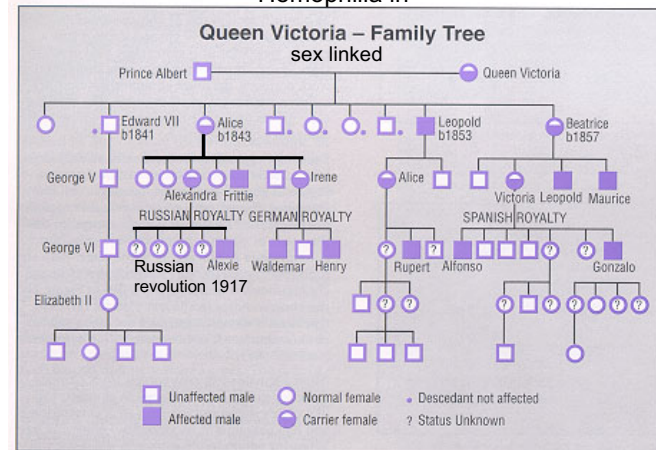 Hemophilia in
Queen Victoria – Family Tree
sex linked
Prince Albert
Queen Victoria
Edward VII
b1841
Alice
b1843
Leopold
b1853
Beatrice
b1857
George V
Alexandra
Frittie
Irene
Alice
Victoria
Leopold
Maurice
RUSSIAN ROYALTY
GERMAN ROYALTY
SPANISH ROYALTY
George VI
? ? ? ?
Alexie
Waldemar
Henry
?
Rupert
?
Alfonso
?
?
Gonzalo
Russian
revolution 1917
Elizabeth II
? ?
? ? ? ? ?
Unaffected male
Normal female
Descedant not affected
Affected male
Carrier female
? Status Unknown